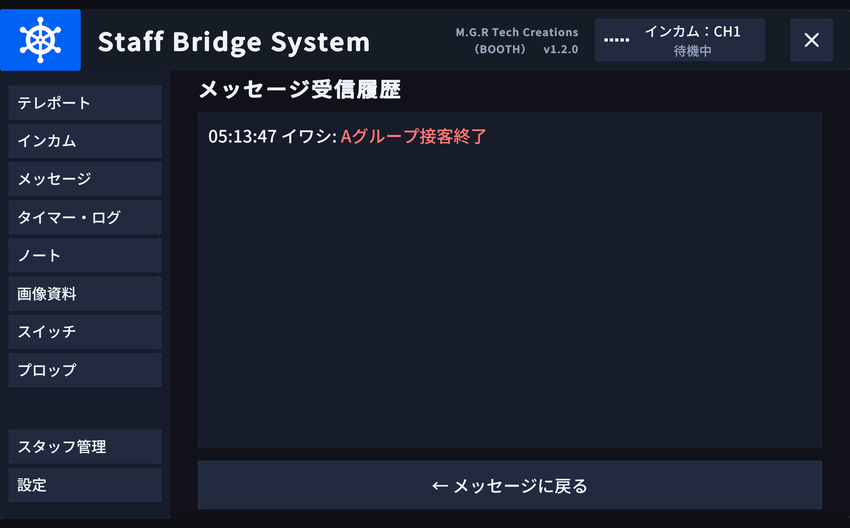 Staff Bridge System
M.G.R Tech Creations
（BOOTH） v1.2.0
インカム：CH1
待機中
テレポート
インカム
メッセージ
タイマー・ログ
ノート
画像資料
スイッチ
プロップ
スタッフ管理
設定
メッセージ受信履歴
05:13:47 イワシ: Aグループ接客終了
← メッセージに戻る